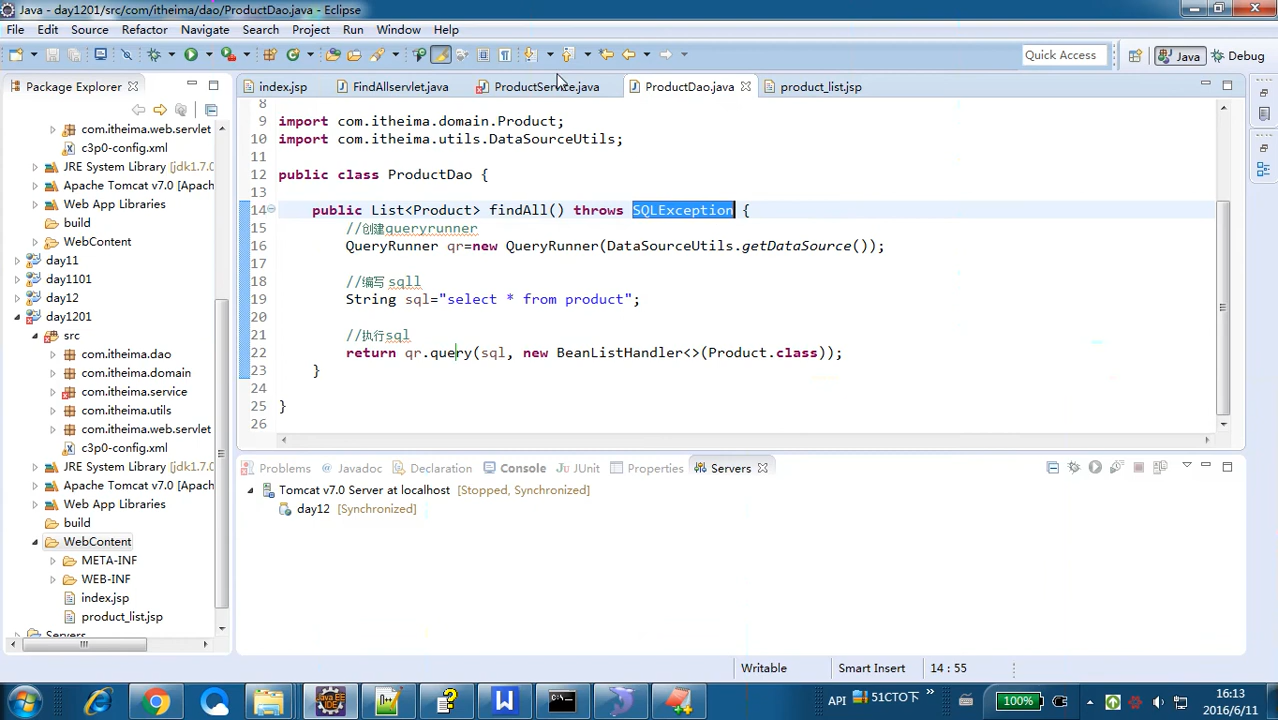 Java - day1201/src/com/itheima/dao/ProductDao.java - Eclipse
File Edit Source Refactor Navigate Search Project Run Window Help
Quick Access Java Debug
Package Explorer
index.jsp FindAllservlet.java ProductService.java ProductDao.java product_list.jsp
com.itheima.web.servlet
c3p0-config.xml
JRE System Library [jdk1.7.0
Apache Tomcat v7.0 [Apach
Web App Libraries
build
WebContent
day11
day1101
day12
day1201
src
com.itheima.dao
com.itheima.domain
com.itheima.service
com.itheima.utils
com.itheima.web.servlet
c3p0-config.xml
JRE System Library [jdk1.7.0
Apache Tomcat v7.0 [Apach
Web App Libraries
build
WebContent
META-INF
WEB-INF
index.jsp
product_list.jsp
Servers
8
9 import com.itheima.domain.Product;
10 import com.itheima.utils.DataSourceUtils;
11
12 public class ProductDao {
13
14 public List<Product> findAll() throws SQLException {
15 //创建queryrunner
16 QueryRunner qr=new QueryRunner(DataSourceUtils.getDataSource());
17
18 //编写sqll
19 String sql="select * from product";
20
21 //执行sql
22 return qr.query(sql, new BeanListHandler<>(Product.class));
23 }
24
25 }
26
Problems Javadoc Declaration Console JUnit Properties Servers
Tomcat v7.0 Server at localhost [Stopped, Synchronized]
day12 [Synchronized]
Writable Smart Insert 14 : 55
API 51CTO下 » 100% 16:13
2016/6/11